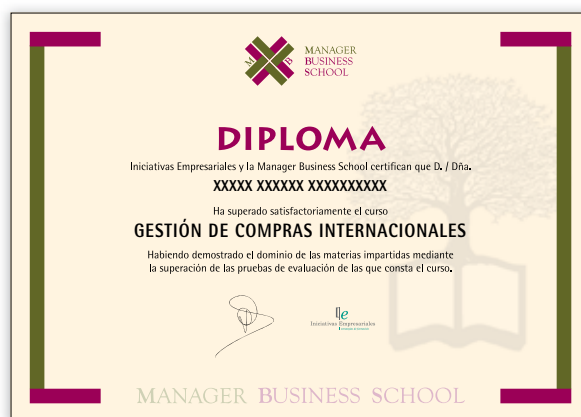 M B
MANAGER
BUSINESS
SCHOOL
DIPLOMA
Iniciativas Empresariales y la Manager Business School certifican que D. / Dña.
XXXXX XXXXXX XXXXXXXXXX
Ha superado satisfactoriamente el curso
GESTIÓN DE COMPRAS INTERNACIONALES
Habiendo demostrado el dominio de las materias impartidas mediante
la superación de las pruebas de evaluación de las que consta el curso.
Ie
Iniciativas Empresariales
MANAGER BUSINESS SCHOOL